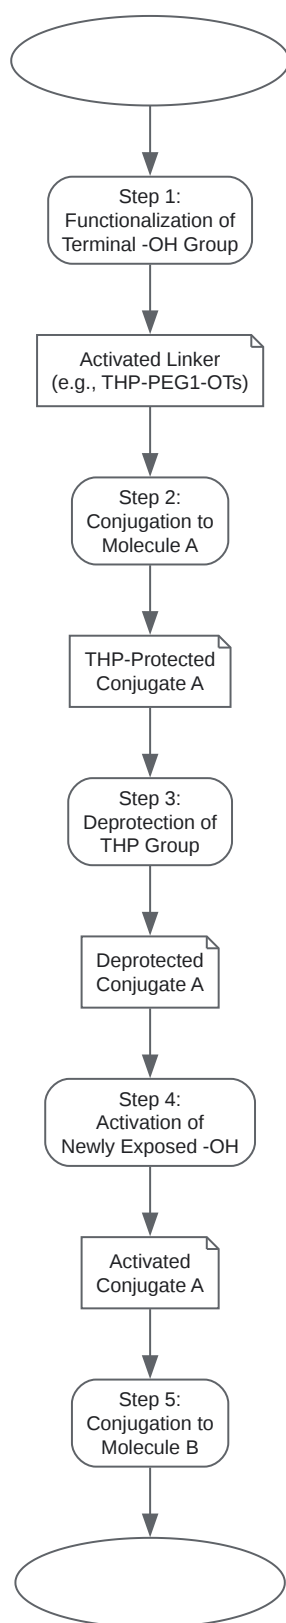 Step 1:
Functionalization of
Terminal -OH Group
Activated Linker
(e.g., THP-PEG1-OTs)
Step 2:
Conjugation to
Molecule A
THP-Protected
Conjugate A
Step 3:
Deprotection of
THP Group
Deprotected
Conjugate A
Step 4:
Activation of
Newly Exposed -OH
Activated
Conjugate A
Step 5:
Conjugation to
Molecule B